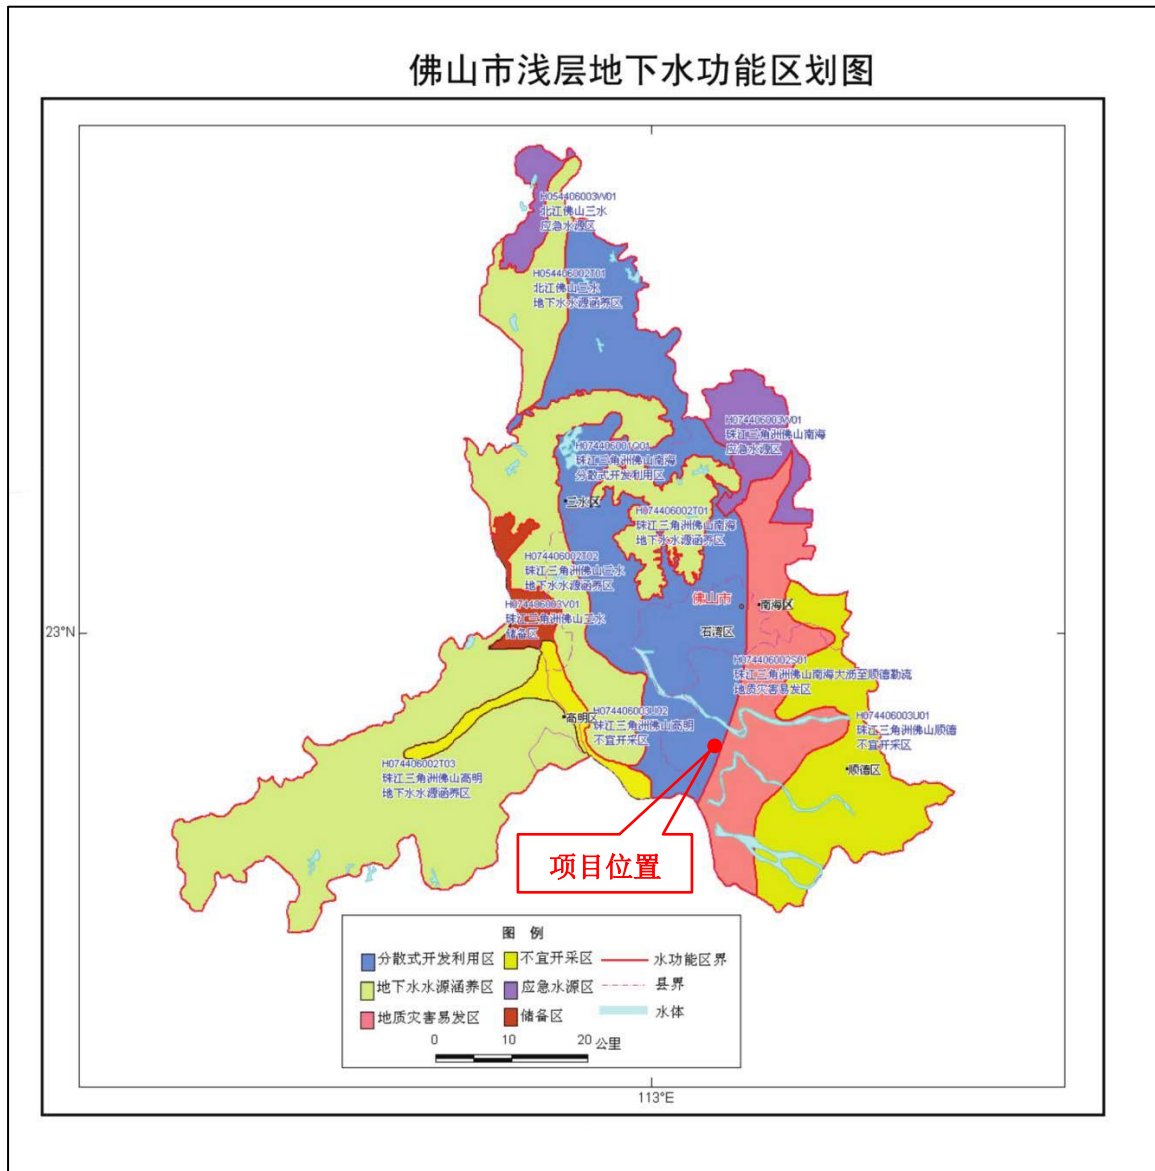 佛山市浅层地下水功能区划图
H054406003W01
北江佛山三水
应急水源区
H054406002T01
北江佛山三水
地下水水源涵养区
H074406003W01
珠江三角洲佛山南海
应急水源区
H074406001Q01
珠江三角洲佛山南海
分散式开发利用区
三水区
H074406002T01
珠江三角洲佛山南海
地下水水源涵养区
H074406002T02
珠江三角洲佛山三水
地下水水源涵养区
H074406003V01
珠江三角洲佛山三水
储备区
佛山市
南海区
石湾区
23°N
H074406002S01
珠江三角洲佛山南海大沥至顺德勒流
地质灾害易发区
H074406003U02
珠江三角洲佛山高明
不宜开采区
高明区
H074406003U01
珠江三角洲佛山顺德
不宜开采区
顺德区
H074406002T03
珠江三角洲佛山高明
地下水水源涵养区
项目位置
图 例
分散式开发利用区 不宜开采区 水功能区界
地下水水源涵养区 应急水源区 县界
地质灾害易发区 储备区 水体
0 10 20 公里
113°E